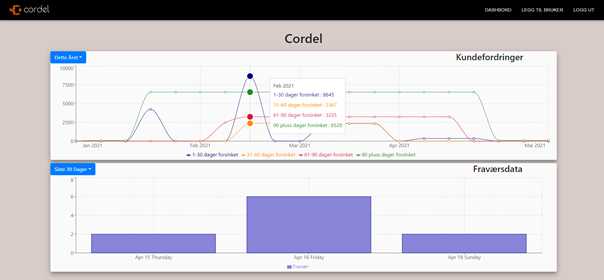 cordel
DASHBORD LEGG TIL BRUKER LOGG UT
Cordel
Dette Året
Kundefordringer
10000
7500
5000
2500
0
Feb 2021
1-30 dager forsinket : 8645
31-60 dager forsinket : 2367
61-90 dager forsinket : 3235
90 pluss dager forsinket : 6520
Jan 2021 Feb 2021 Mar 2021 Apr 2021 Mai 2021
1-30 dager forsinket 31-60 dager forsinket 61-90 dager forsinket 90 pluss dager forsinket
Siste 30 Dager
Fraværsdata
8
6
4
2
0
Apr 15 Thursday Apr 16 Friday Apr 18 Sunday
Fravær